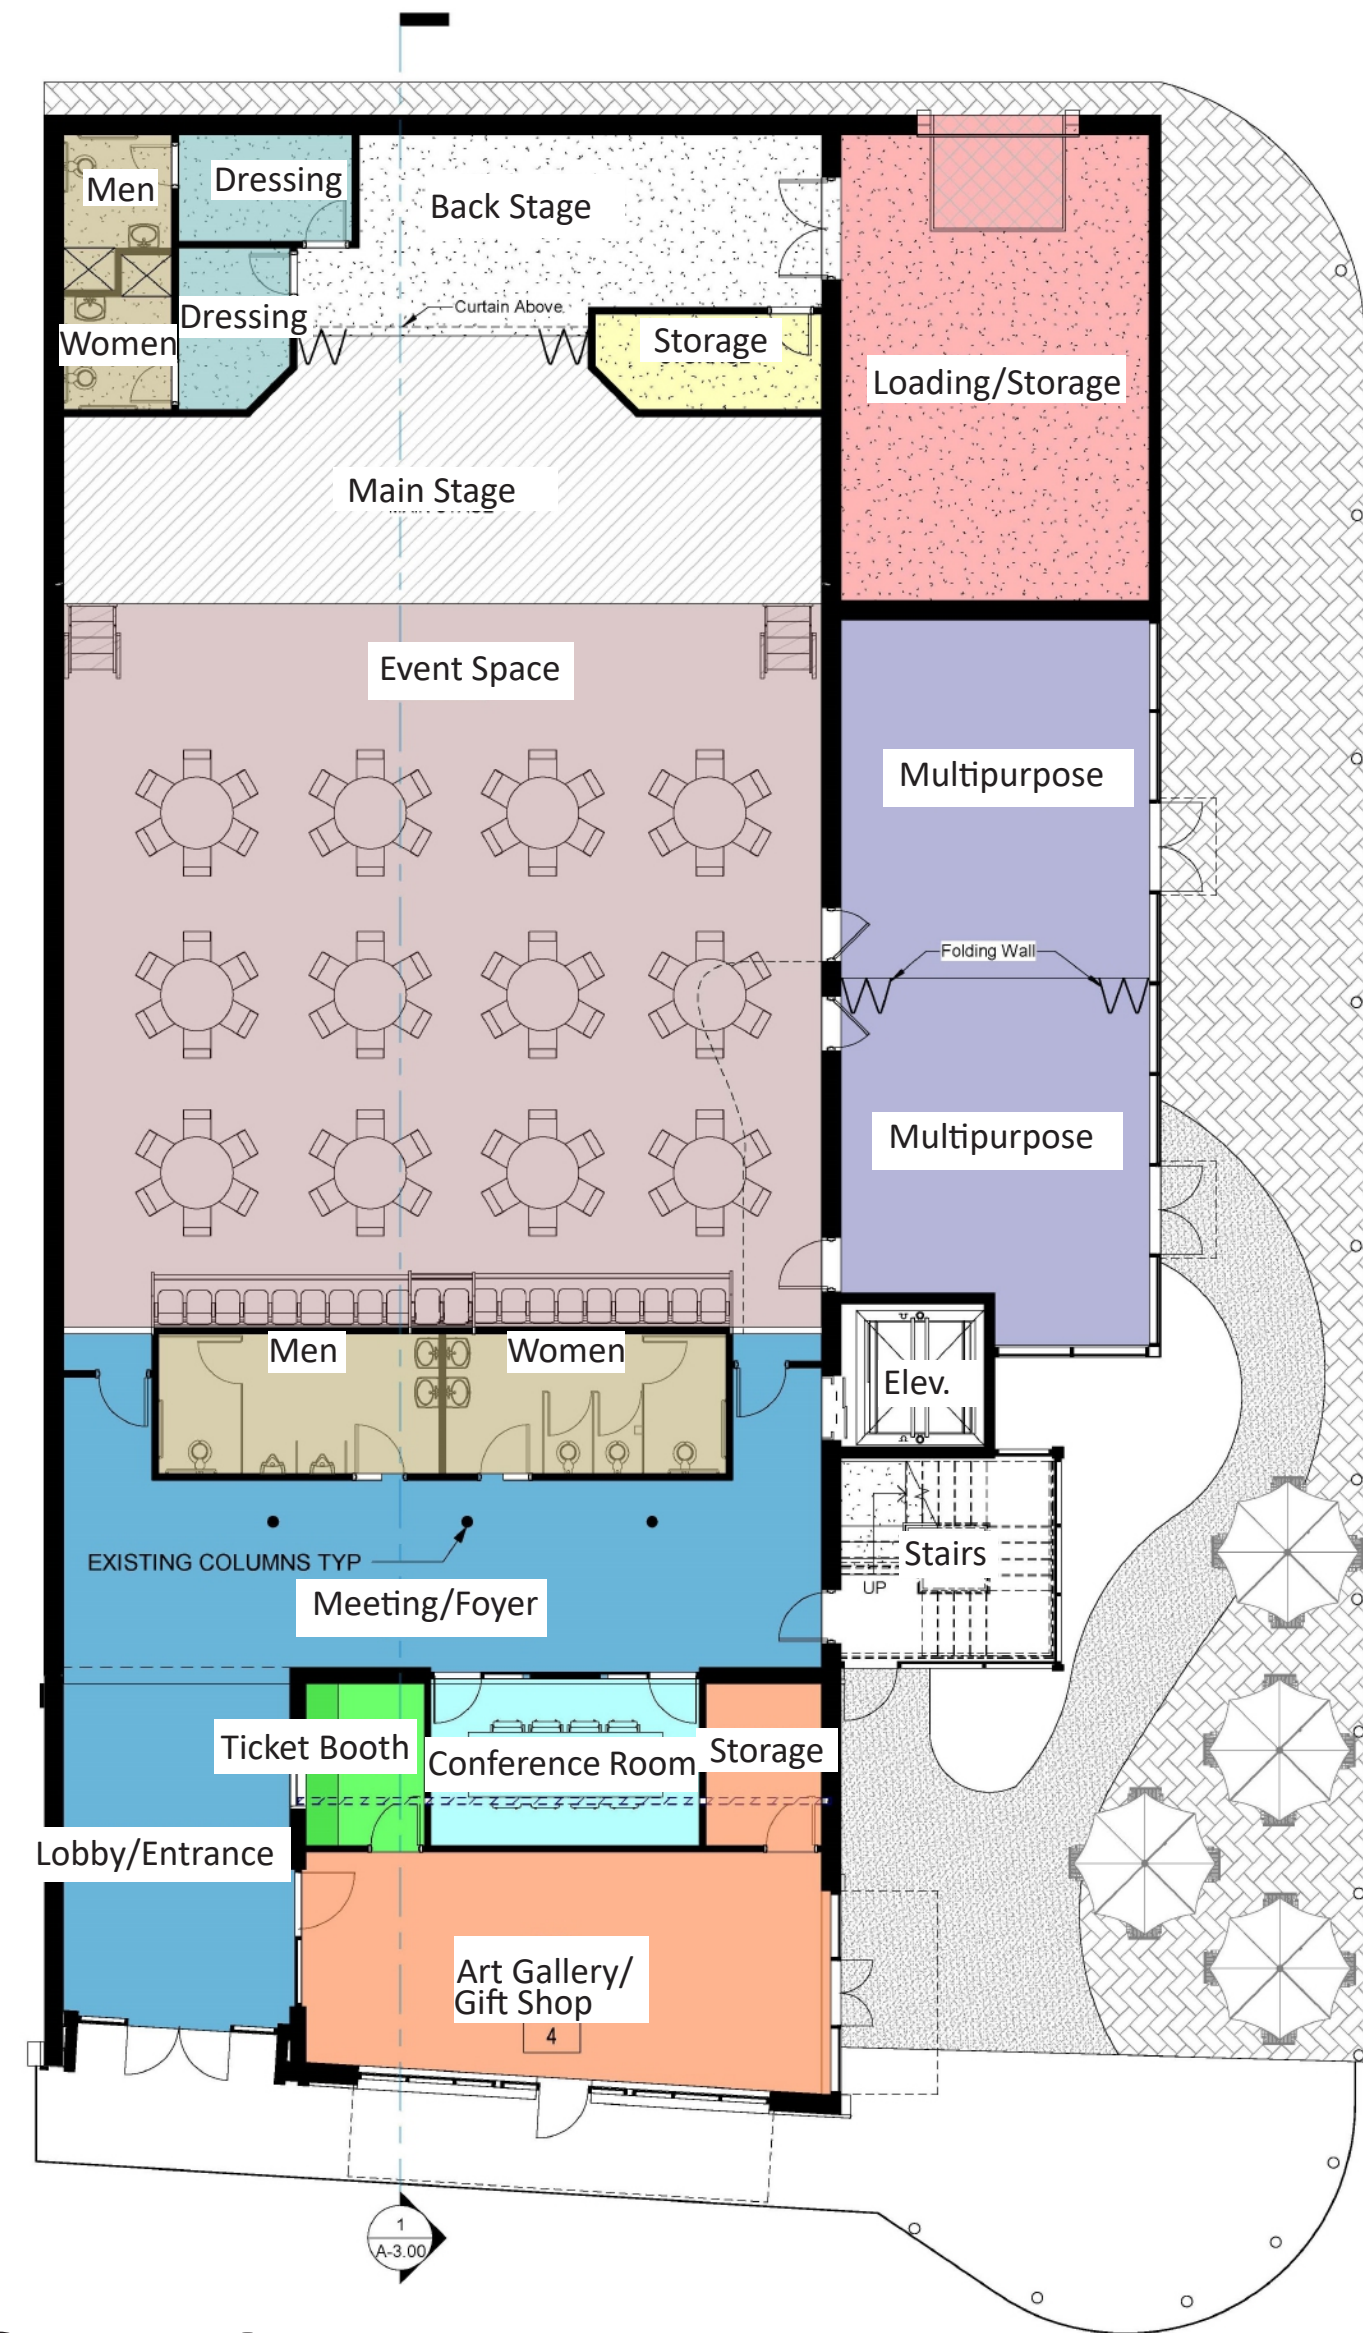 Men
Dressing
Back Stage
Dressing
Curtain Above
Women
Storage
Loading/Storage
Main Stage
Event Space
Multipurpose
Folding Wall
Multipurpose
Men
Women
Elev.
EXISTING COLUMNS TYP
Stairs
UP
Meeting/Foyer
Ticket Booth
Conference Room
Storage
Lobby/Entrance
Art Gallery/
Gift Shop
4
1
A-3.00